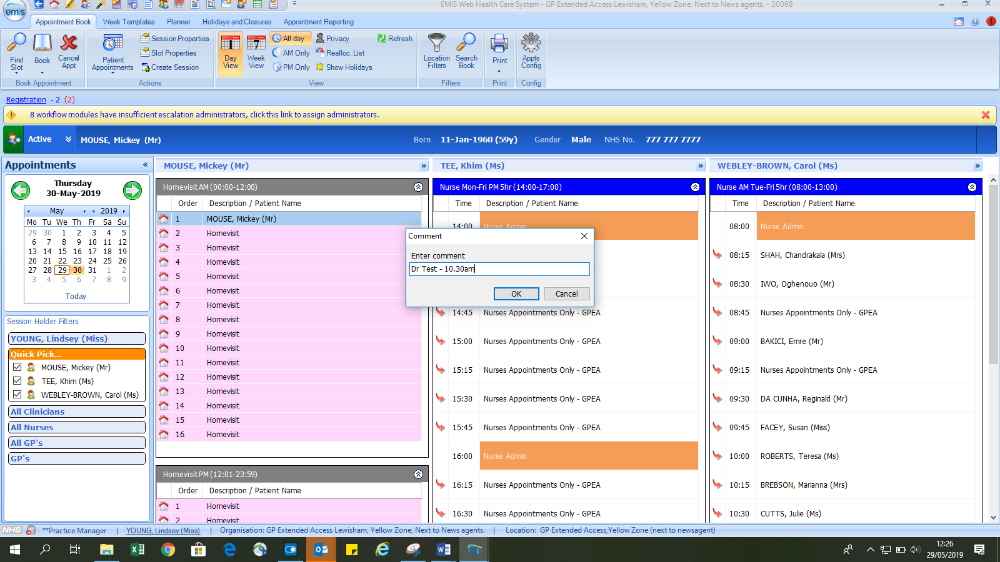 EMIS Web Health Care System - GP Extended Access Lewisham, Yellow Zone, Next to News agents. - 30068
emis
Appointment Book Week Templates Planner Holidays and Closures Appointment Reporting
Find Slot
Book
Cancel Appt
Book Appointment
Patient Appointments
Session Properties
Slot Properties
Create Session
Actions
1 Day View
7 Week View
All day
AM Only
PM Only
Privacy
Realloc. List
Show Holidays
Refresh
View
Location Filters
Search Book
Filters
Print
Print
Appts Config
Config
Registration - 2 (2)
8 workflow modules have insufficient escalation administrators, click this link to assign administrators.
Active MOUSE, Mickey (Mr) Born 11-Jan-1960 (59y) Gender Male NHS No. 777 777 7777
Appointments
Thursday
30-May-2019
May 2019
Mo Tu We Th Fr Sa Su
29 30 1 2 3 4 5
6 7 8 9 10 11 12
13 14 15 16 17 18 19
20 21 22 23 24 25 26
27 28 29 30 31 1 2
3 4 5 6 7 8 9
Today
Session Holder Filters
YOUNG, Lindsey (Miss)
Quick Pick...
MOUSE, Mickey (Mr)
TEE, Khim (Ms)
WEBLEY-BROWN, Carol (Ms)
All Clinicians
All Nurses
All GP's
GP's
MOUSE, Mickey (Mr)
Homevisit AM (00:00-12:00)
Order Description / Patient Name
1 MOUSE, Mickey (Mr)
2 Homevisit
3 Homevisit
4 Homevisit
5 Homevisit
6 Homevisit
7 Homevisit
8 Homevisit
9 Homevisit
10 Homevisit
11 Homevisit
12 Homevisit
13 Homevisit
14 Homevisit
15 Homevisit
16 Homevisit
Homevisit PM (12:01-23:59)
Order Description / Patient Name
1 Homevisit
2 Homevisit
TEE, Khim (Ms)
Nurse Mon-Fri PM 5hr (14:00-17:00)
Time Description / Patient Name
14:00 Nurse Admin
Comment
Enter comment
Dr Test - 10.30am
OK Cancel
14:45 Nurses Appointments Only - GPEA
15:00 Nurses Appointments Only - GPEA
15:15 Nurses Appointments Only - GPEA
15:30 Nurses Appointments Only - GPEA
15:45 Nurses Appointments Only - GPEA
16:00 Nurse Admin
16:15 Nurses Appointments Only - GPEA
16:30 Nurses Appointments Only - GPEA
WEBLEY-BROWN, Carol (Ms)
Nurse AM Tue-Fri 5hr (08:00-13:00)
Time Description / Patient Name
08:00 Nurse Admin
08:15 SHAH, Chandrakala (Mrs)
08:30 IWO, Oghenouo (Mr)
08:45 Nurses Appointments Only - GPEA
09:00 BAKICI, Emre (Mr)
09:15 Nurses Appointments Only - GPEA
09:30 DA CUNHA, Reginald (Mr)
09:45 FACEY, Susan (Miss)
10:00 ROBERTS, Teresa (Ms)
10:15 BREBSON, Marianna (Mrs)
10:30 CUTTS, Julie (Ms)
NHS **Practice Manager | YOUNG, Lindsey (Miss) | Organisation: GP Extended Access Lewisham, Yellow Zone, Next to News agents. | Location: GP Extended Access,Yellow Zone (next to newsagent)
12:26
29/05/2019